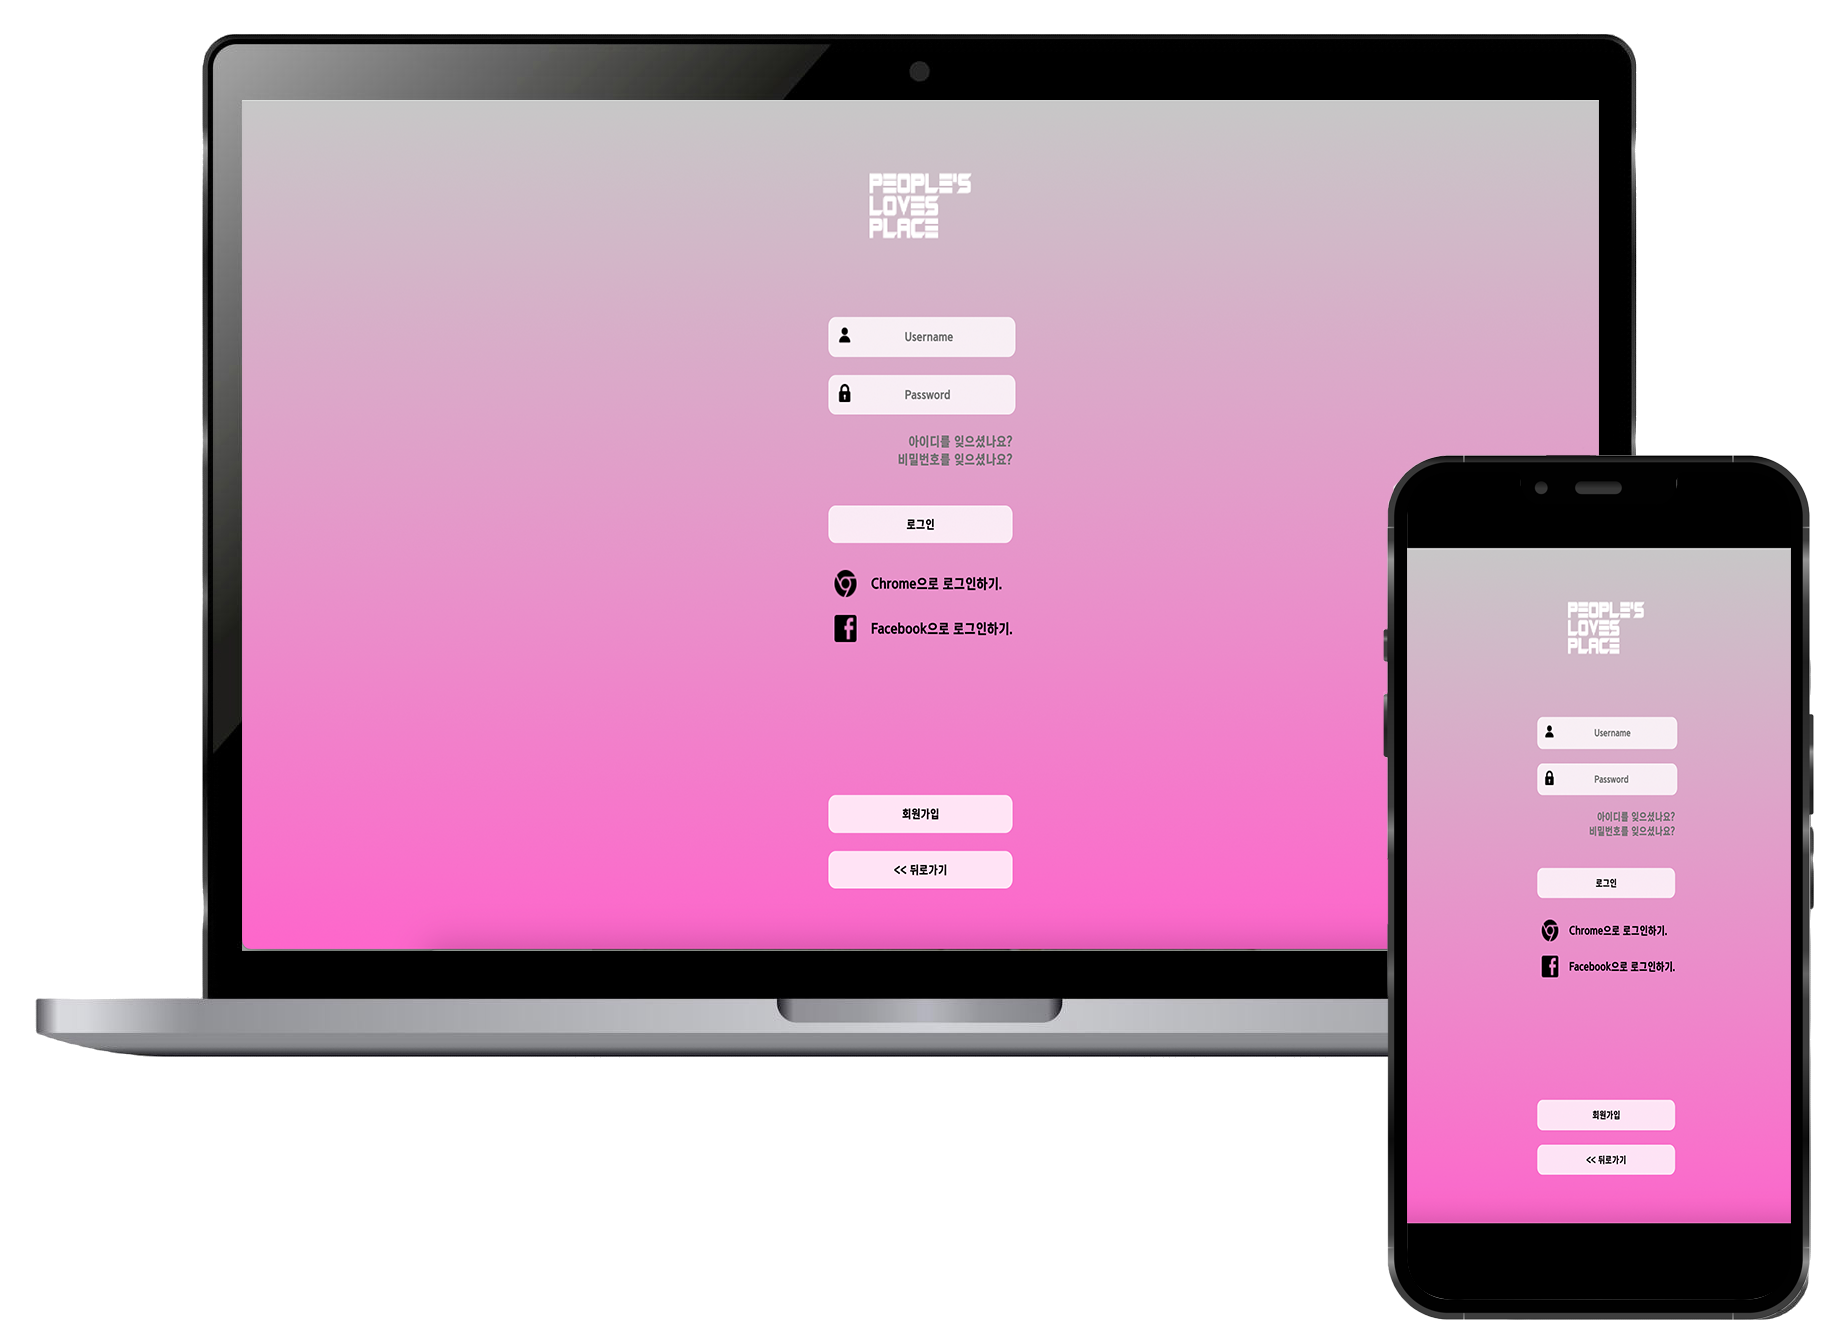 PEOPLE'S
LOVES
PLACE
Username
Password
아이디를 잊으셨나요?
비밀번호를 잊으셨나요?
로그인
Chrome으로 로그인하기.
Facebook으로 로그인하기.
회원가입
<< 뒤로가기
PEOPLE'S
LOVES
PLACE
Username
Password
아이디를 잊으셨나요?
비밀번호를 잊으셨나요?
로그인
Chrome으로 로그인하기.
Facebook으로 로그인하기.
회원가입
<< 뒤로가기